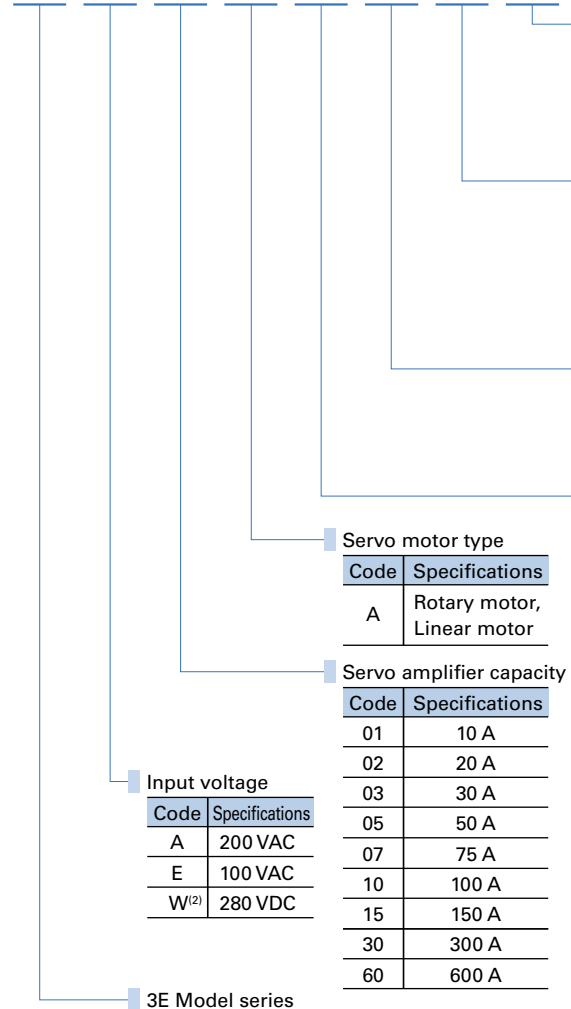 Servo motor type
Code Specifications
A Rotary motor,
Linear motor
Servo amplifier capacity
Code Specifications
01 10 A
02 20 A
03 30 A
05 50 A
07 75 A
10 100 A
15 150 A
30 300 A
60 600 A
Input voltage
Code Specifications
A 200 VAC
E 100 VAC
W(2) 280 VDC
3E Model series